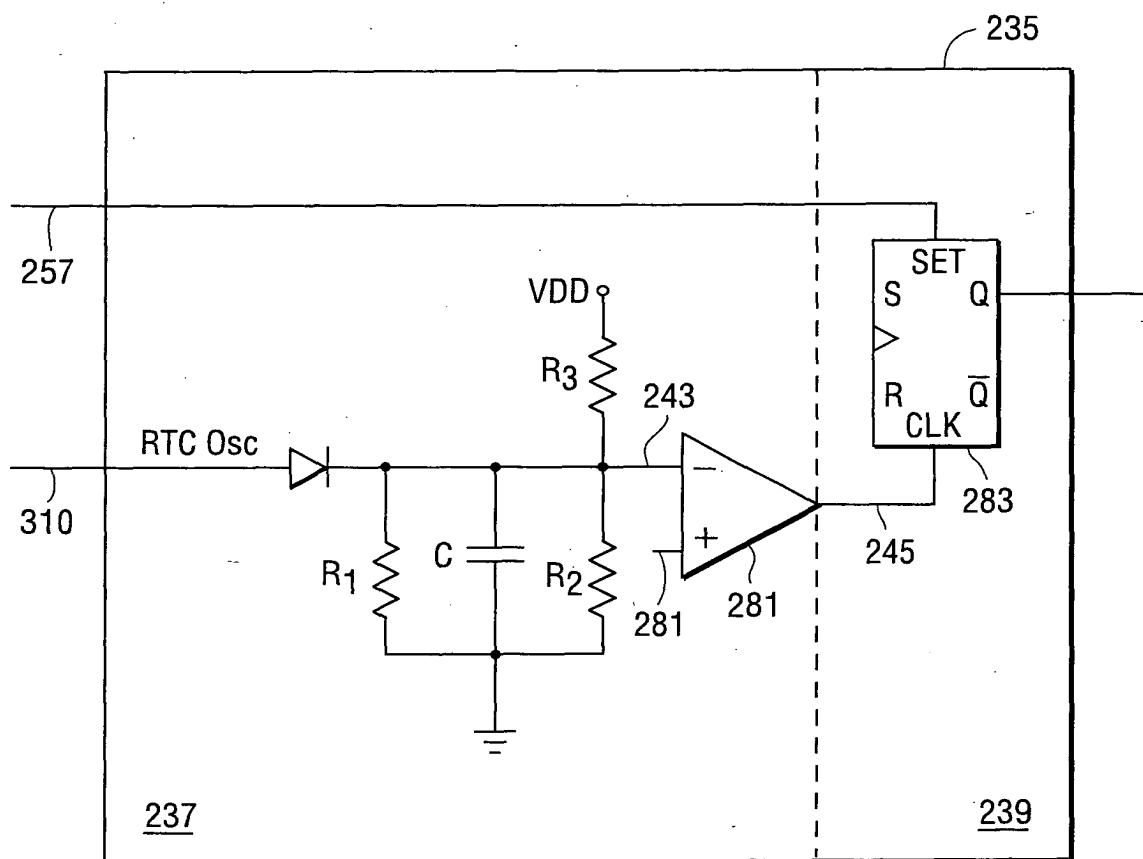 235
257
SET
S Q
R Q̅
CLK
283
VDD
R3
243
RTC Osc
310
−
+
R1
C
R2
281
281
245
237
239